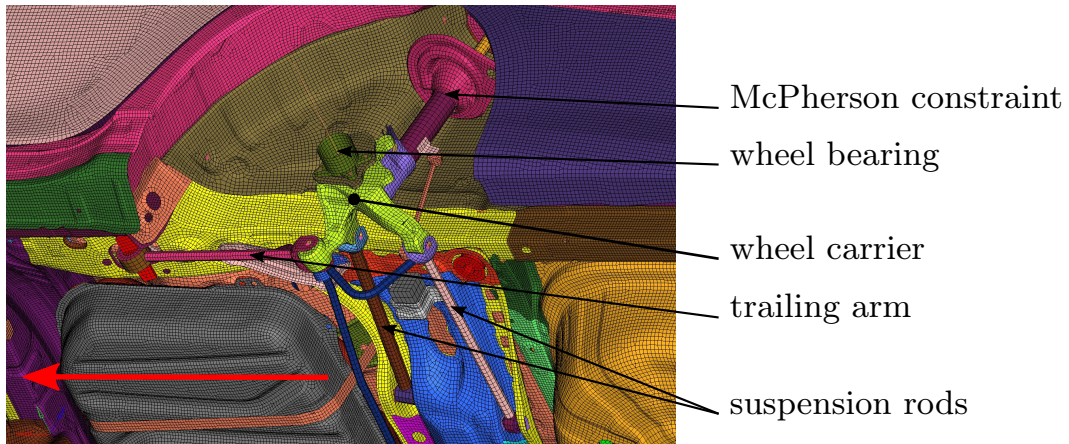 McPherson constraint
wheel bearing
wheel carrier
trailing arm
suspension rods